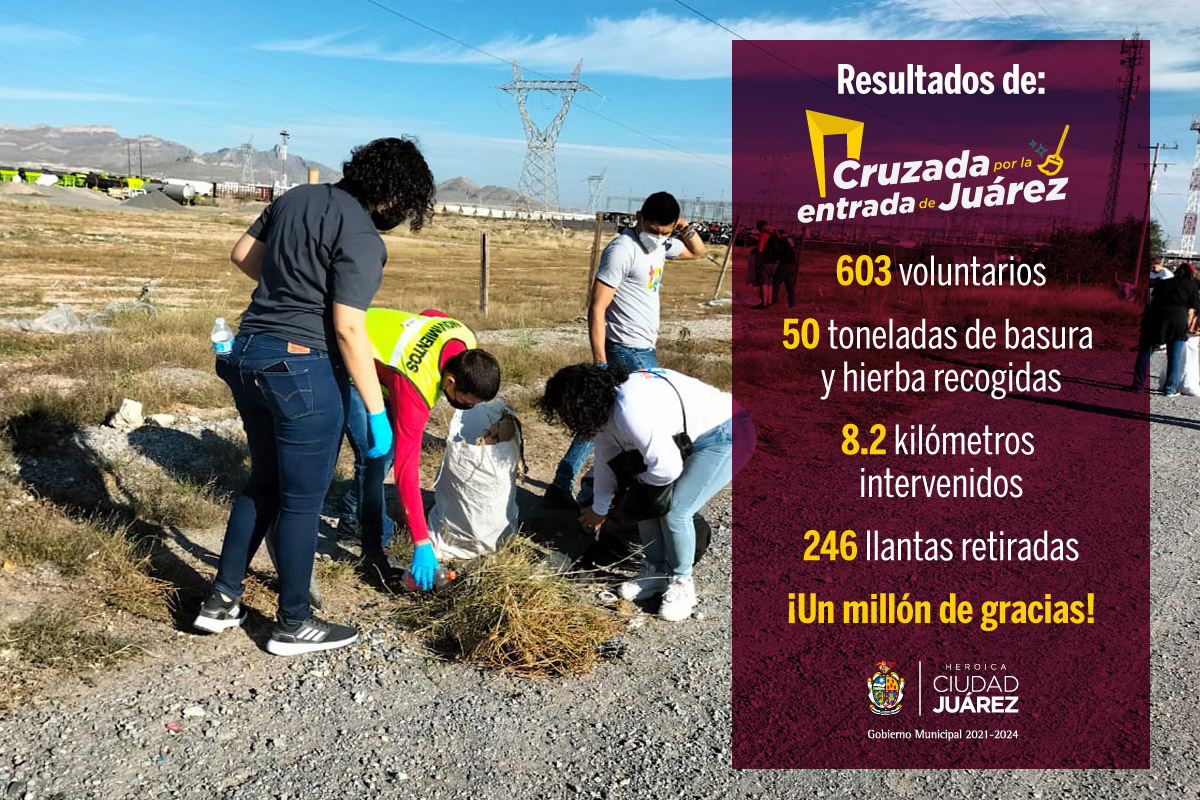 Resultados de:
Cruzada por la
entrada de Juárez
603 voluntarios
50 toneladas de basura
y hierba recogidas
8.2 kilómetros
intervenidos
246 llantas retiradas
¡Un millón de gracias!
HEROICA
CIUDAD
JUÁREZ
Gobierno Municipal 2021-2024